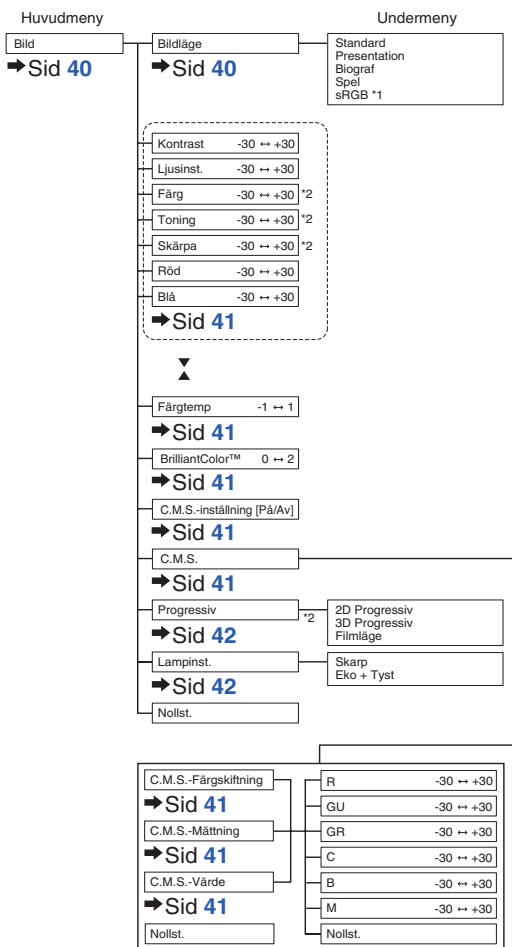 Huvudmeny
Undermeny
Bild
➡Sid 40
Bildläge
➡Sid 40
Standard
Presentation
Biograf
Spel
sRGB *1
Kontrast -30 ↔ +30
Ljusinst. -30 ↔ +30
Färg -30 ↔ +30 *2
Toning -30 ↔ +30 *2
Skärpa -30 ↔ +30 *2
Röd -30 ↔ +30
Blå -30 ↔ +30
➡Sid 41
Färgtemp -1 ↔ 1
➡Sid 41
BrilliantColor™ 0 ↔ 2
➡Sid 41
C.M.S.-inställning [På/Av]
➡Sid 41
C.M.S.
➡Sid 41
Progressiv *2
➡Sid 42
2D Progressiv
3D Progressiv
Filmläge
Lampinst.
➡Sid 42
Skarp
Eko + Tyst
Nollst.
C.M.S.-Färgskiftning
➡Sid 41
C.M.S.-Mättning
➡Sid 41
C.M.S.-Värde
➡Sid 41
Nollst.
R -30 ↔ +30
GU -30 ↔ +30
GR -30 ↔ +30
C -30 ↔ +30
B -30 ↔ +30
M -30 ↔ +30
Nollst.